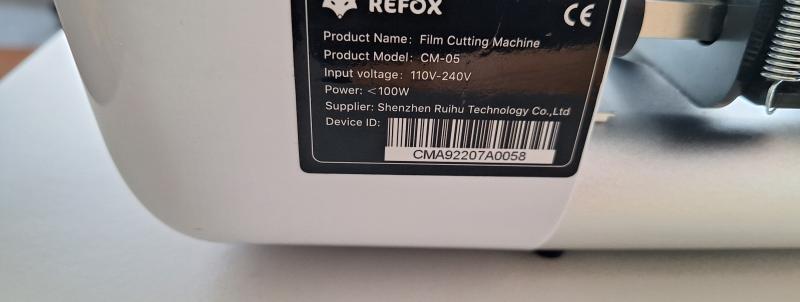 REFOX
CE
Product Name: Film Cutting Machine
Product Model: CM-05
Input voltage: 110V-240V
Power: <100W
Supplier: Shenzhen Ruihu Technology Co.,Ltd
Device ID:
CMA92207A0058